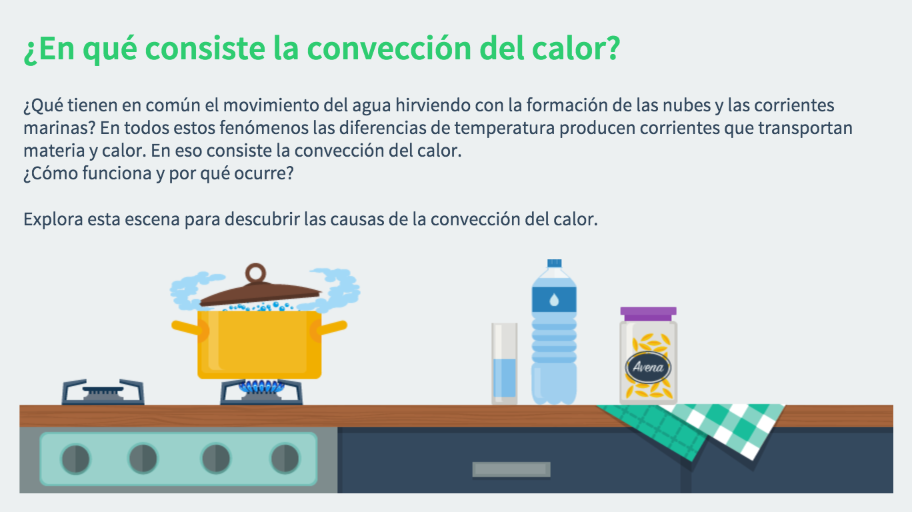 ¿En qué consiste la convección del calor?
¿Qué tienen en común el movimiento del agua hirviendo con la formación de las nubes y las corrientes
marinas? En todos estos fenómenos las diferencias de temperatura producen corrientes que transportan
materia y calor. En eso consiste la convección del calor.
¿Cómo funciona y por qué ocurre?
Explora esta escena para descubrir las causas de la convección del calor.
Avena